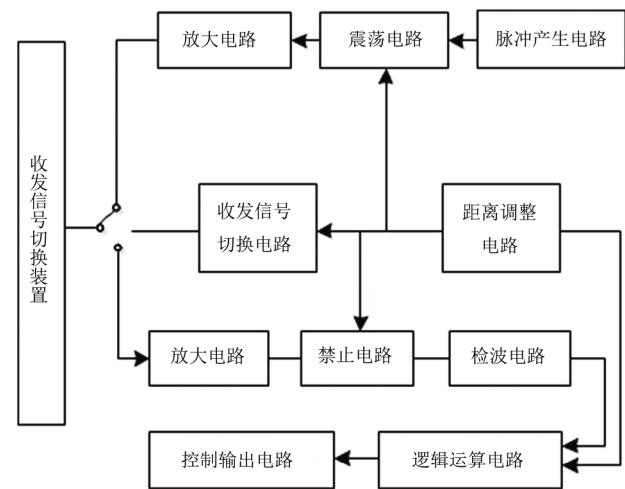 放大电路
震荡电路
脉冲产生电路
收发信号切换装置
收发信号
切换电路
距离调整
电路
放大电路
禁止电路
检波电路
控制输出电路
逻辑运算电路